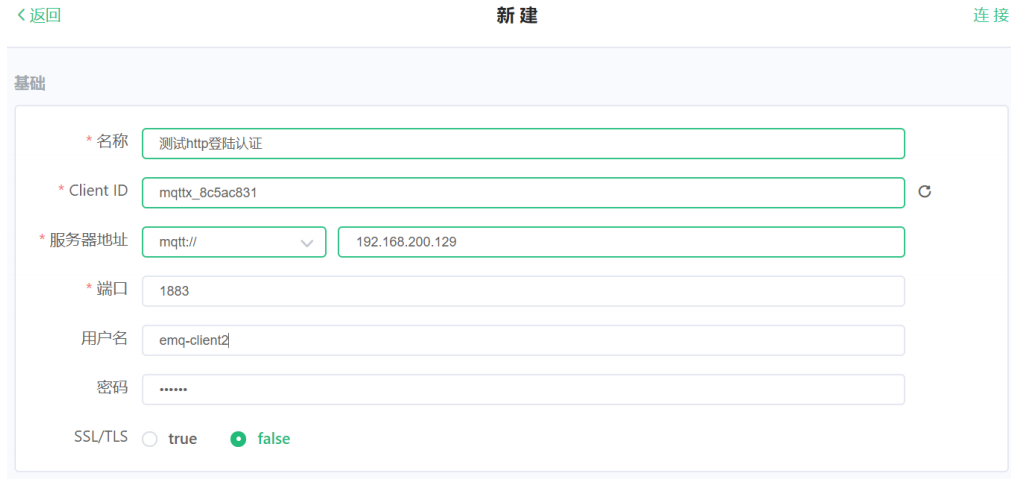 返回 新 建 连 接
基础
* 名称 测试http登陆认证
* Client ID mqttx_8c5ac831
* 服务器地址 mqtt:// 192.168.200.129
* 端口 1883
用户名 emq-client2
密码 ••••••
SSL/TLS true false